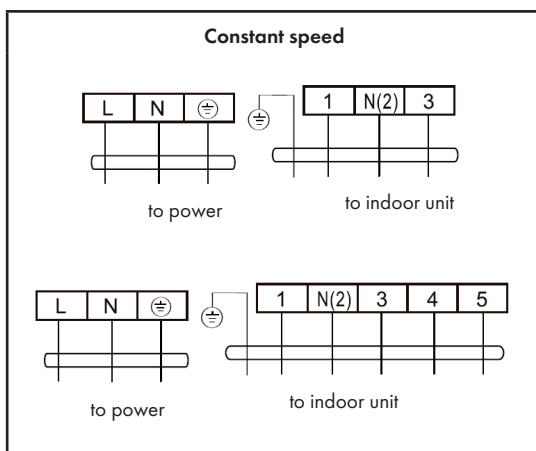 Constant speed
L N 1 N(2) 3
to power to indoor unit
L N 1 N(2) 3 4 5
to power to indoor unit